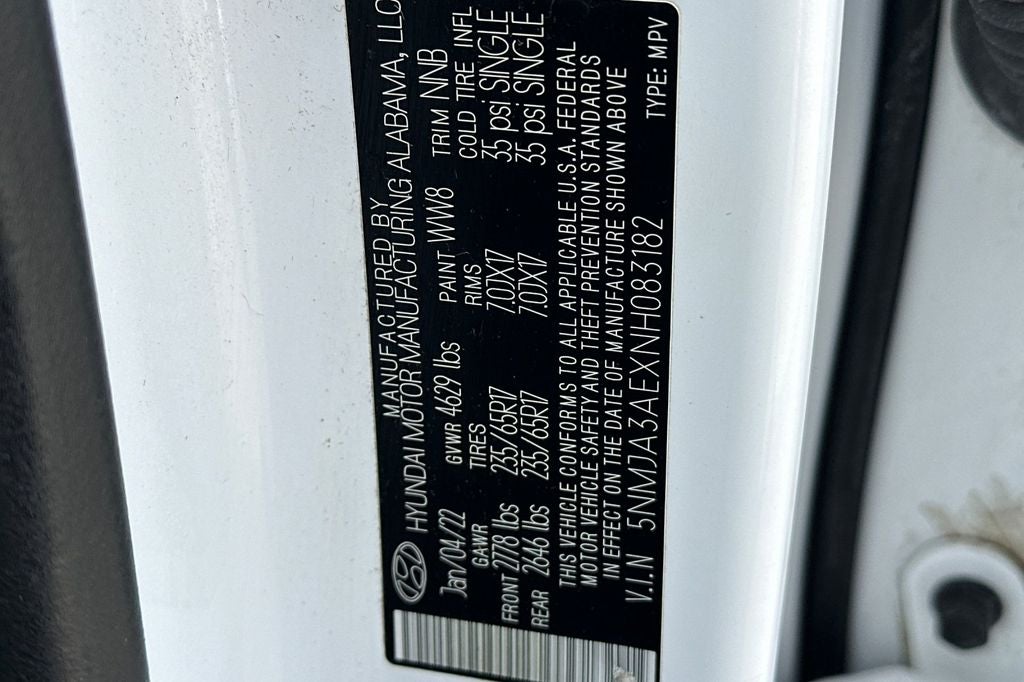 MANUFACTURED BY
HYUNDAI MOTOR MANUFACTURING ALABAMA, LLC
Jan/04/22 GVWR 4629 lbs PAINT WW8 TRIM NNB
GAWR TIRES RIMS COLD TIRE INFL
FRONT 2778 lbs 235/65R17 7.0JX17 35 psi SINGLE
REAR 2646 lbs 235/65R17 7.0JX17 35 psi SINGLE
THIS VEHICLE CONFORMS TO ALL APPLICABLE U.S.A. FEDERAL
MOTOR VEHICLE SAFETY AND THEFT PREVENTION STANDARDS
IN EFFECT ON THE DATE OF MANUFACTURE SHOWN ABOVE
V.I.N 5NMJA3AEXNH083182 TYPE: MPV